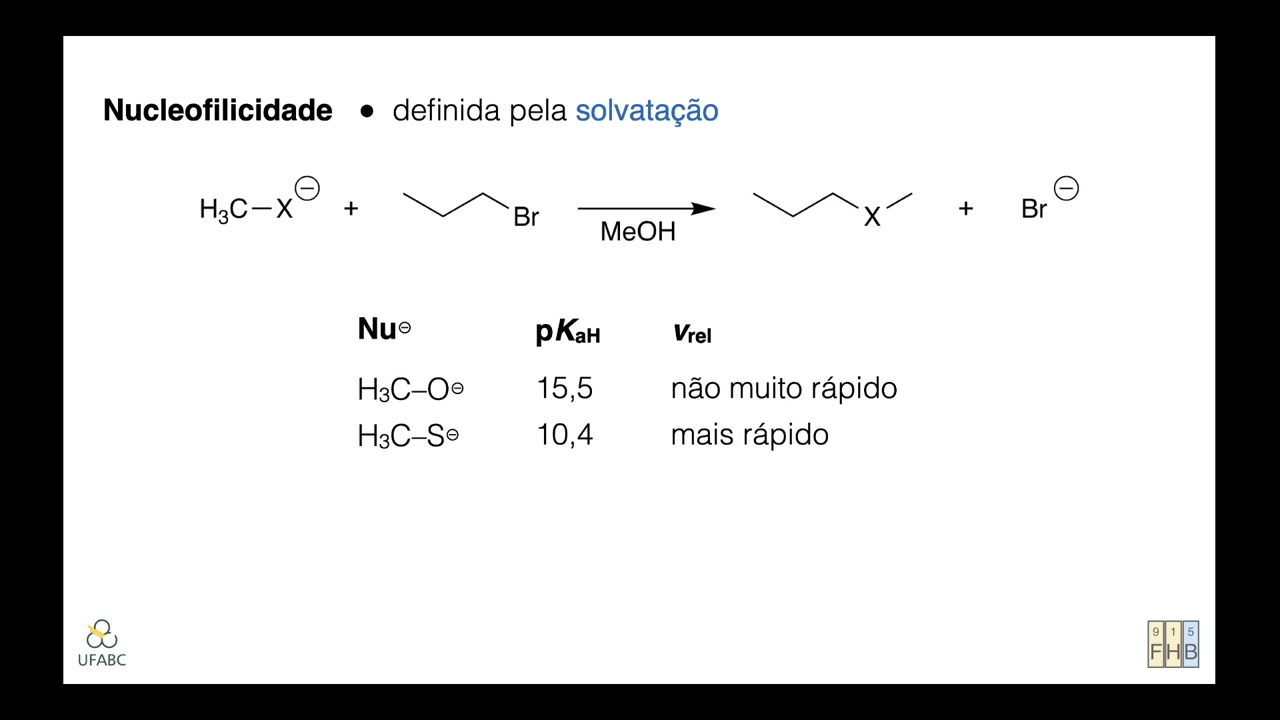 Nucleofilicidade • definida pela solvatação
H₃C–X⊖ + Br MeOH X + Br⊖
Nu⊖ pKaH vrel
H₃C–O⊖ 15,5 não muito rápido
H₃C–S⊖ 10,4 mais rápido
9 1 5
UFABC F H B